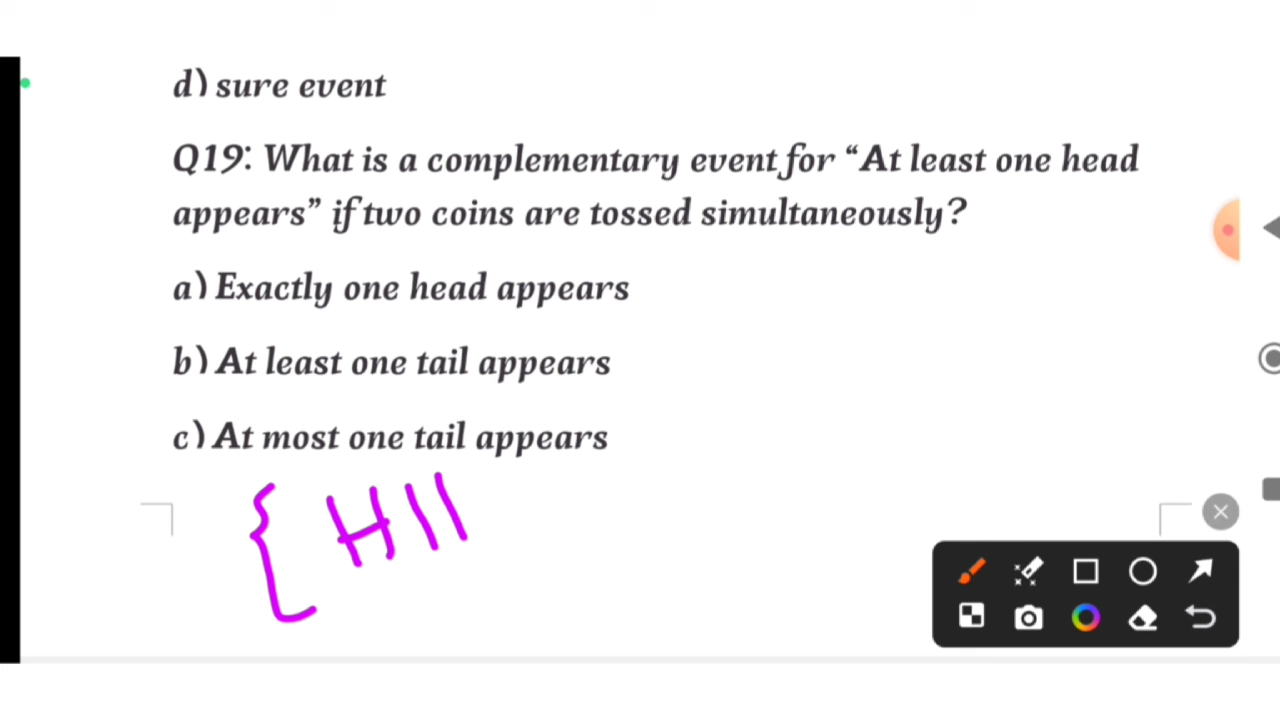 d) sure event
Q19: What is a complementary event for “At least one head
appears” if two coins are tossed simultaneously?
a) Exactly one head appears
b) At least one tail appears
c) At most one tail appears
{ H